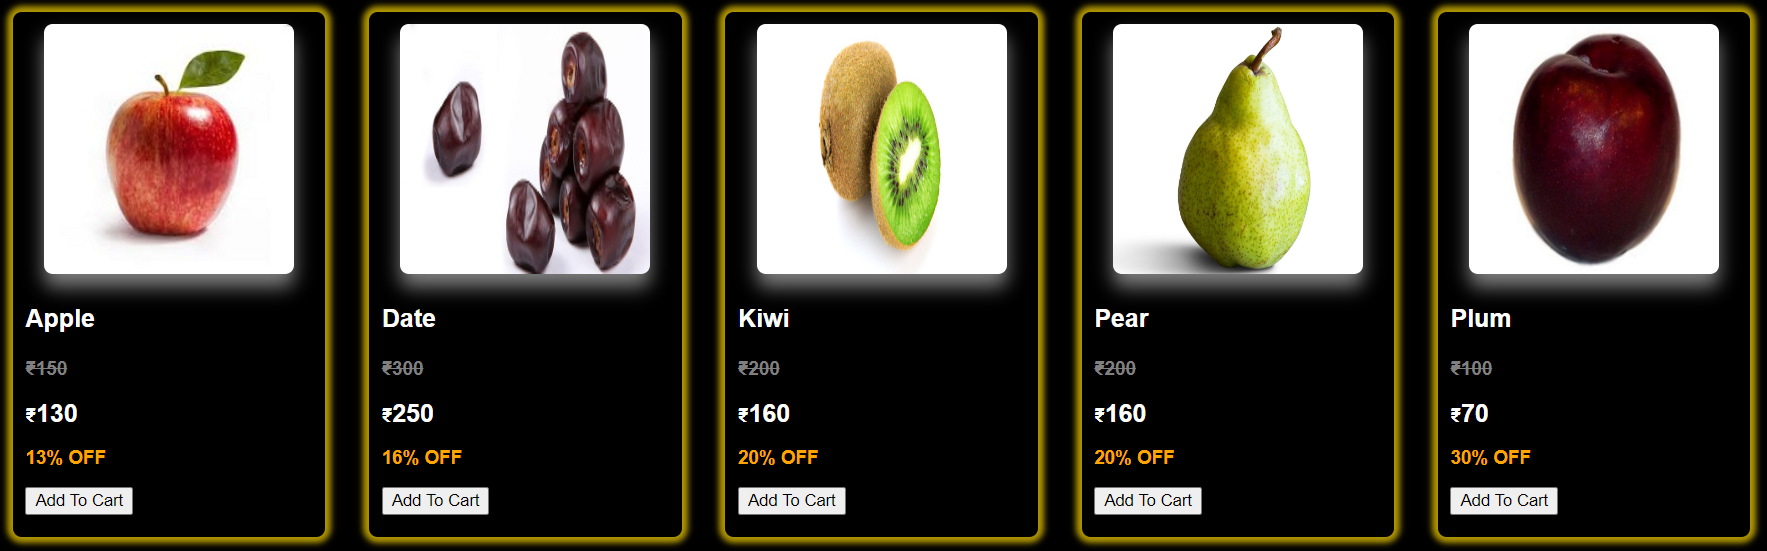 Apple
₹150
₹130
13% OFF
Add To Cart
Date
₹300
₹250
16% OFF
Add To Cart
Kiwi
₹200
₹160
20% OFF
Add To Cart
Pear
₹200
₹160
20% OFF
Add To Cart
Plum
₹100
₹70
30% OFF
Add To Cart